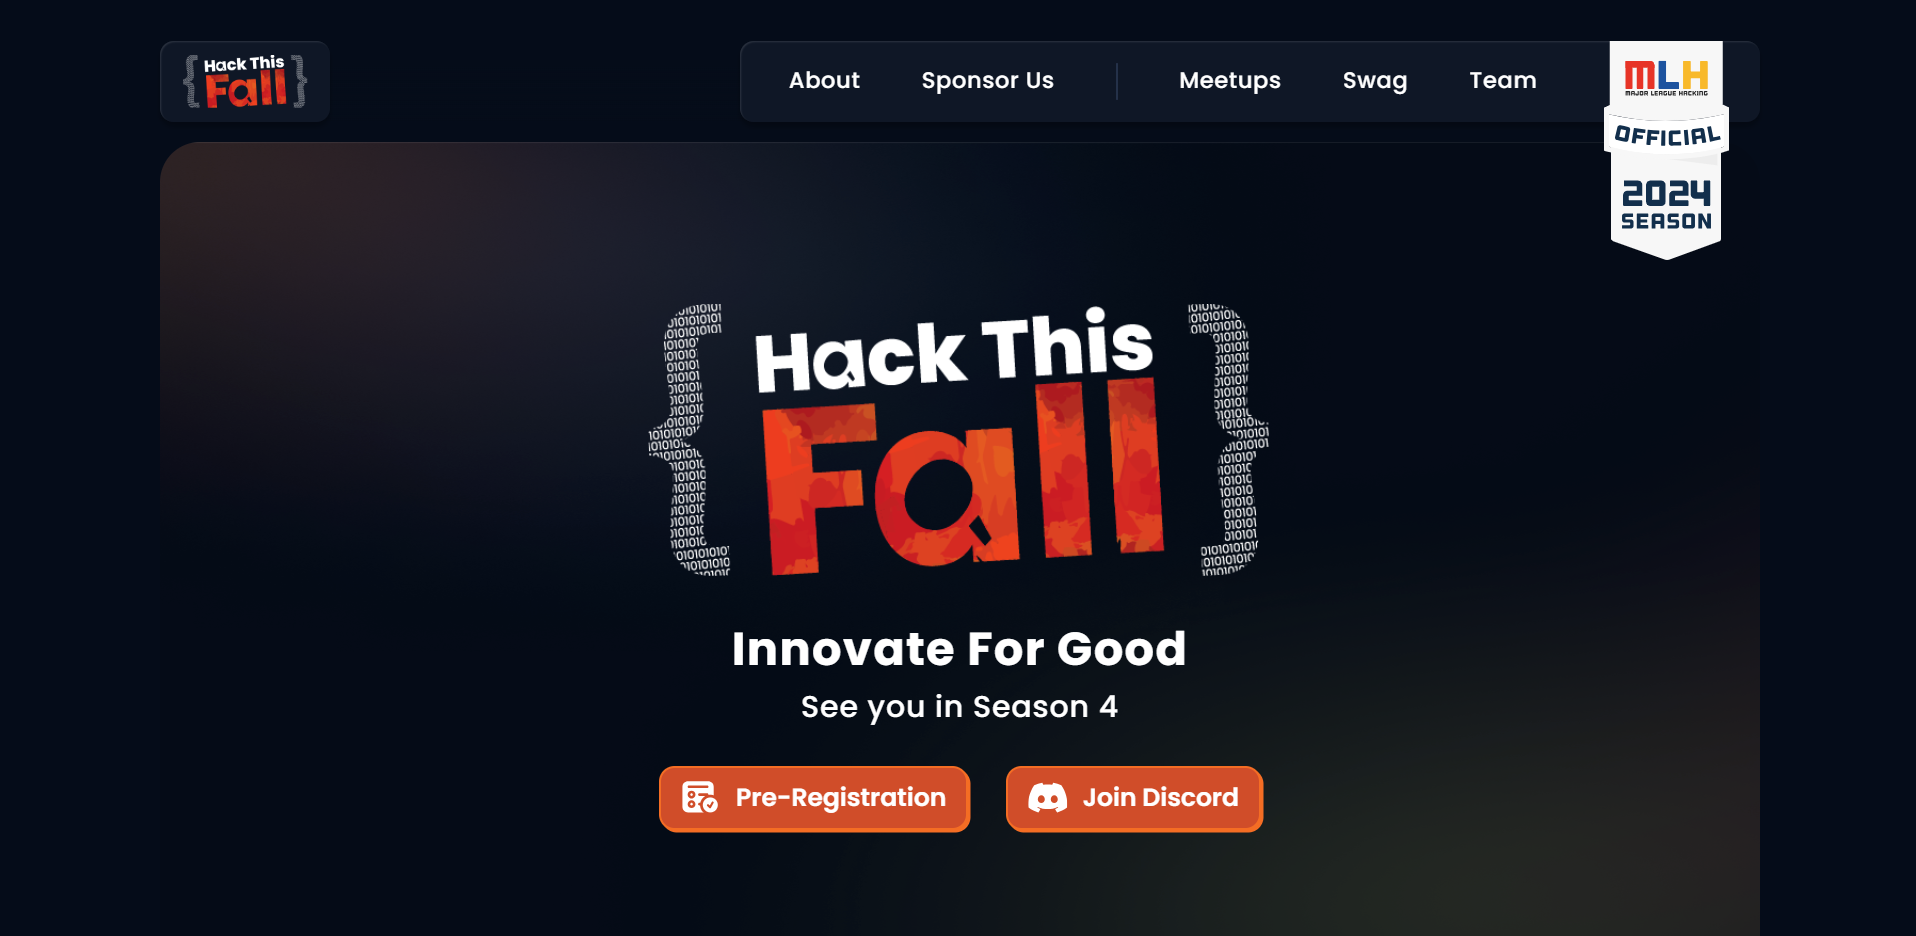 Hack This
Fall
About
Sponsor Us
Meetups
Swag
Team
MLH
MAJOR LEAGUE HACKING
OFFICIAL
2024
SEASON
Hack This
Fall
Innovate For Good
See you in Season 4
Pre-Registration
Join Discord